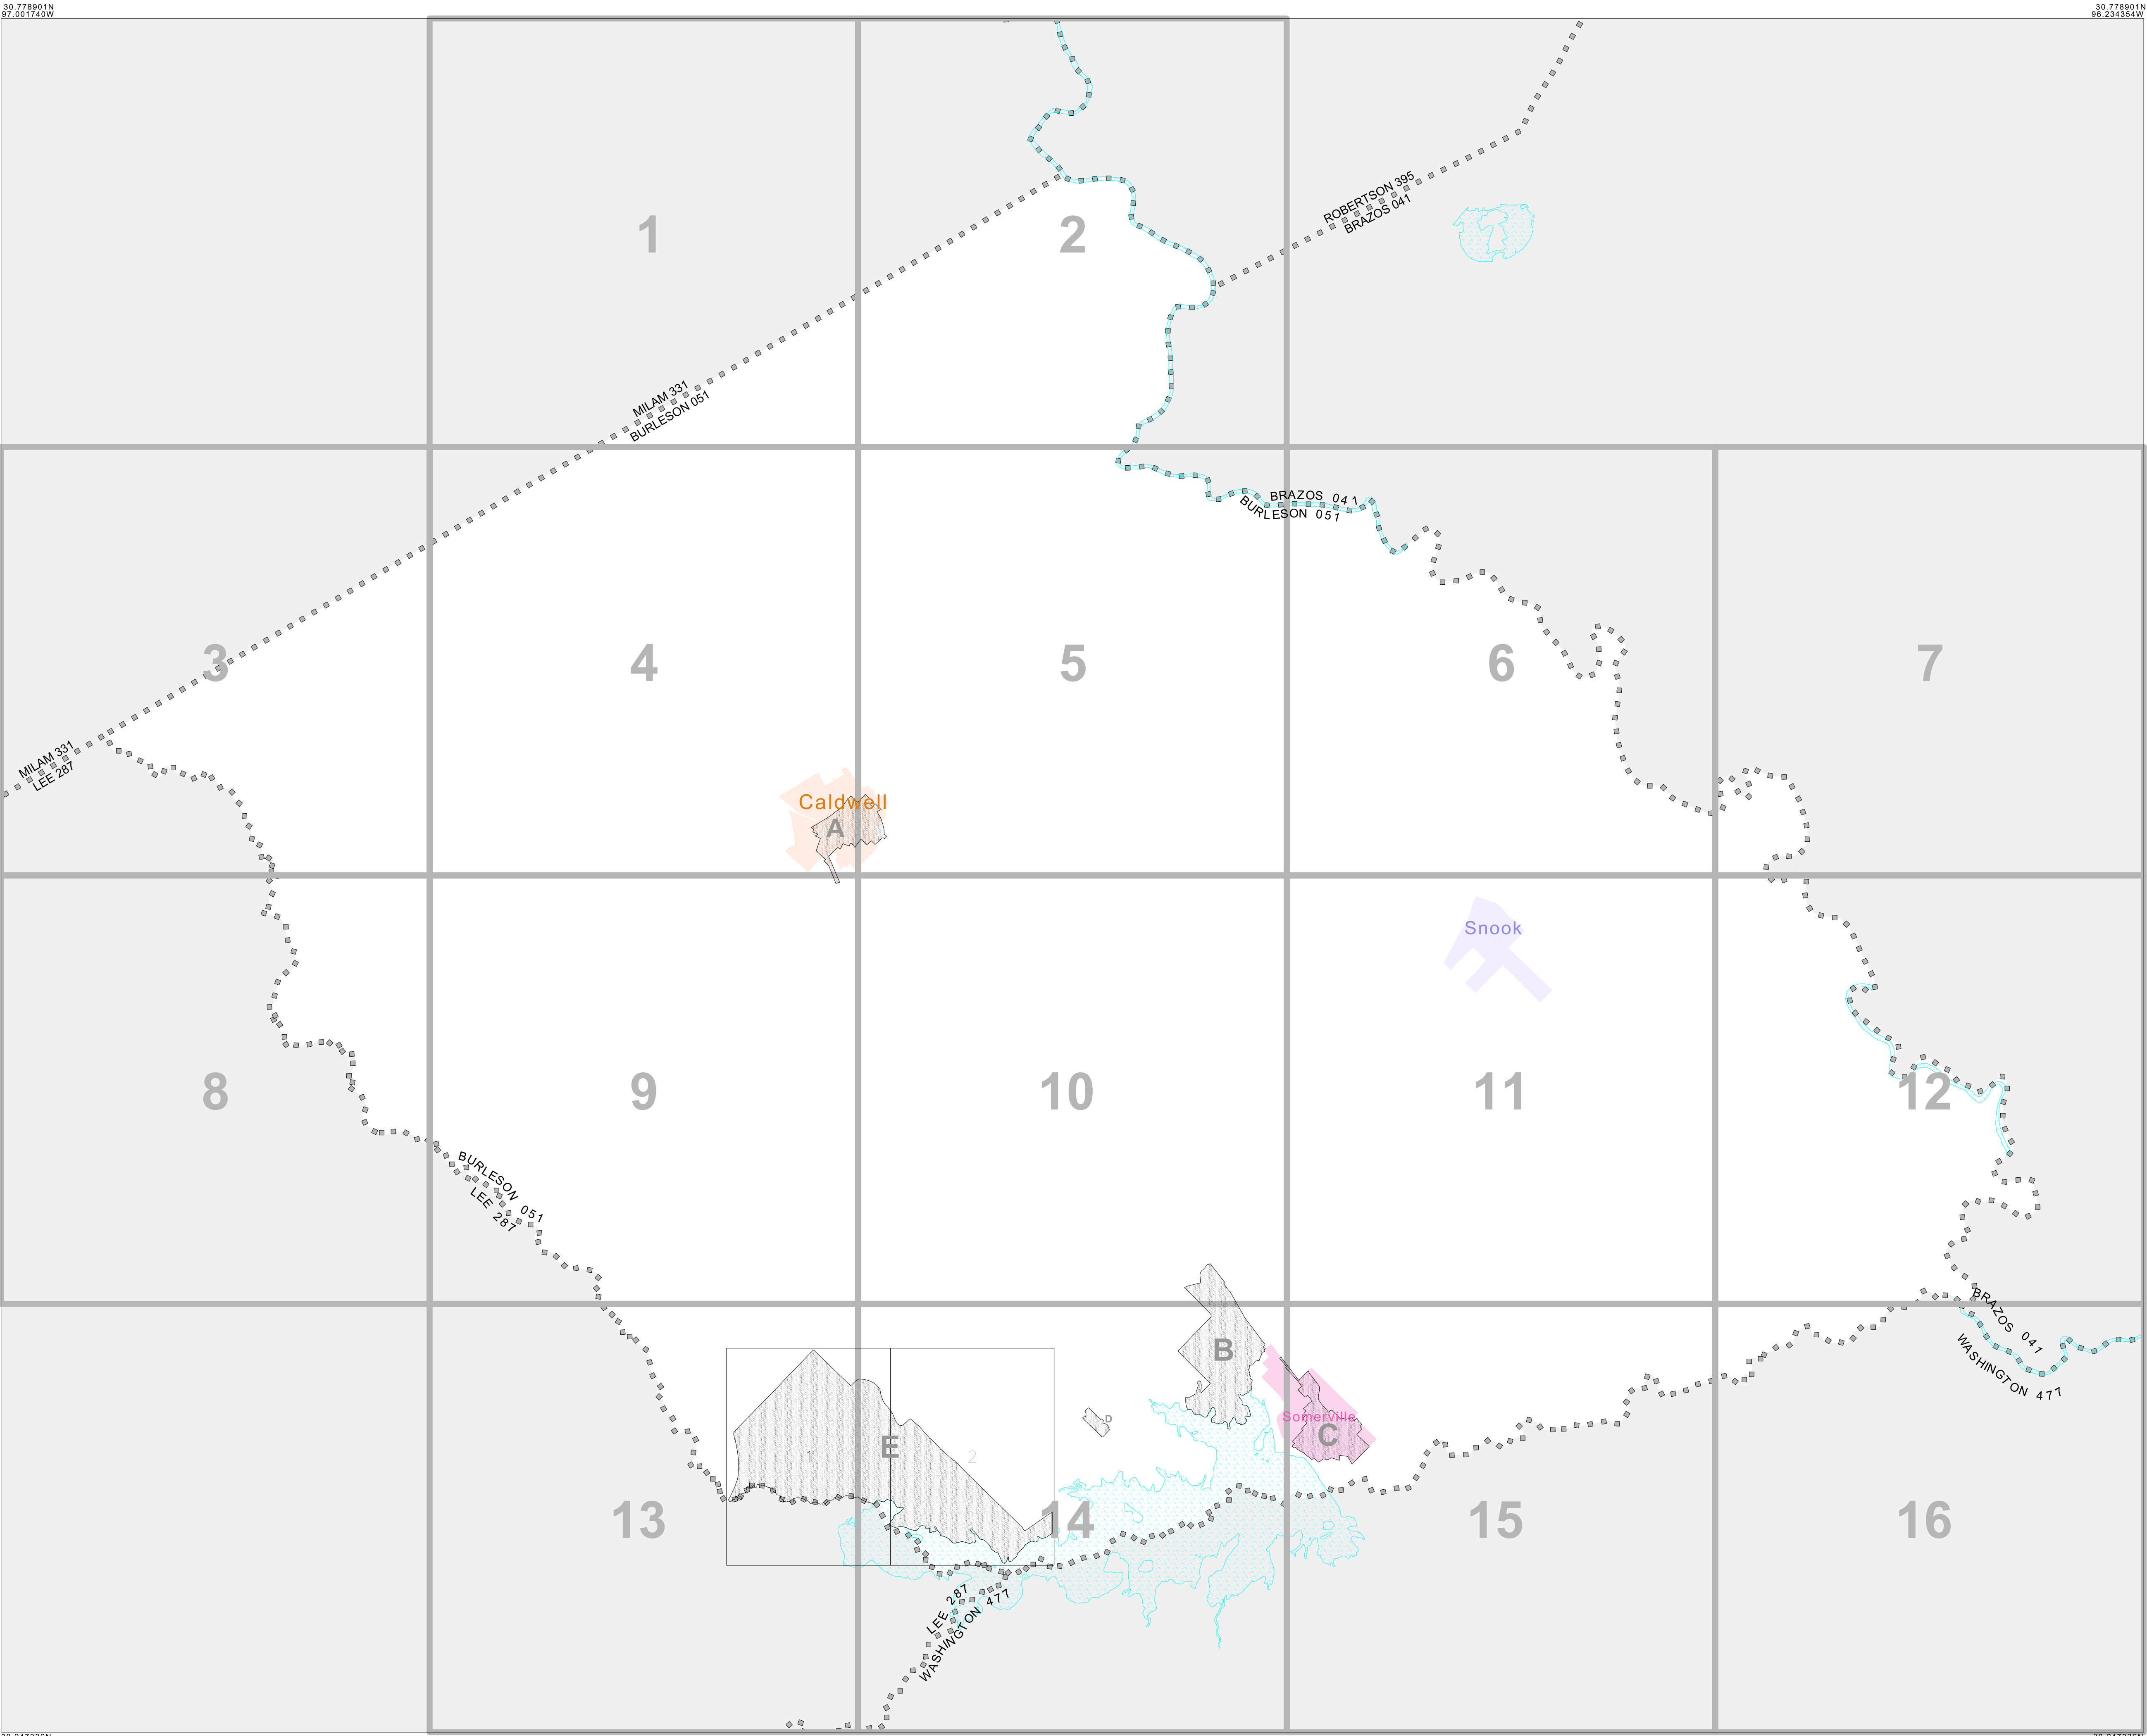 30.778901N
97.001740W
30.778901N
96.234354W
ROBERTSON 395
BRAZOS 041
1
2
MILAM 331
BURLESON 051
BRAZOS 041
BURLESON 051
3
4
5
6
7
MILAM 331
LEE 287
Caldwell
A
Snook
8
9
10
11
12
BURLESON 051
LEE 287
BRAZOS 041
WASHINGTON 477
B
Somerville
C
D
E
1
2
13
14
15
16
LEE 287
WASHINGTON 477